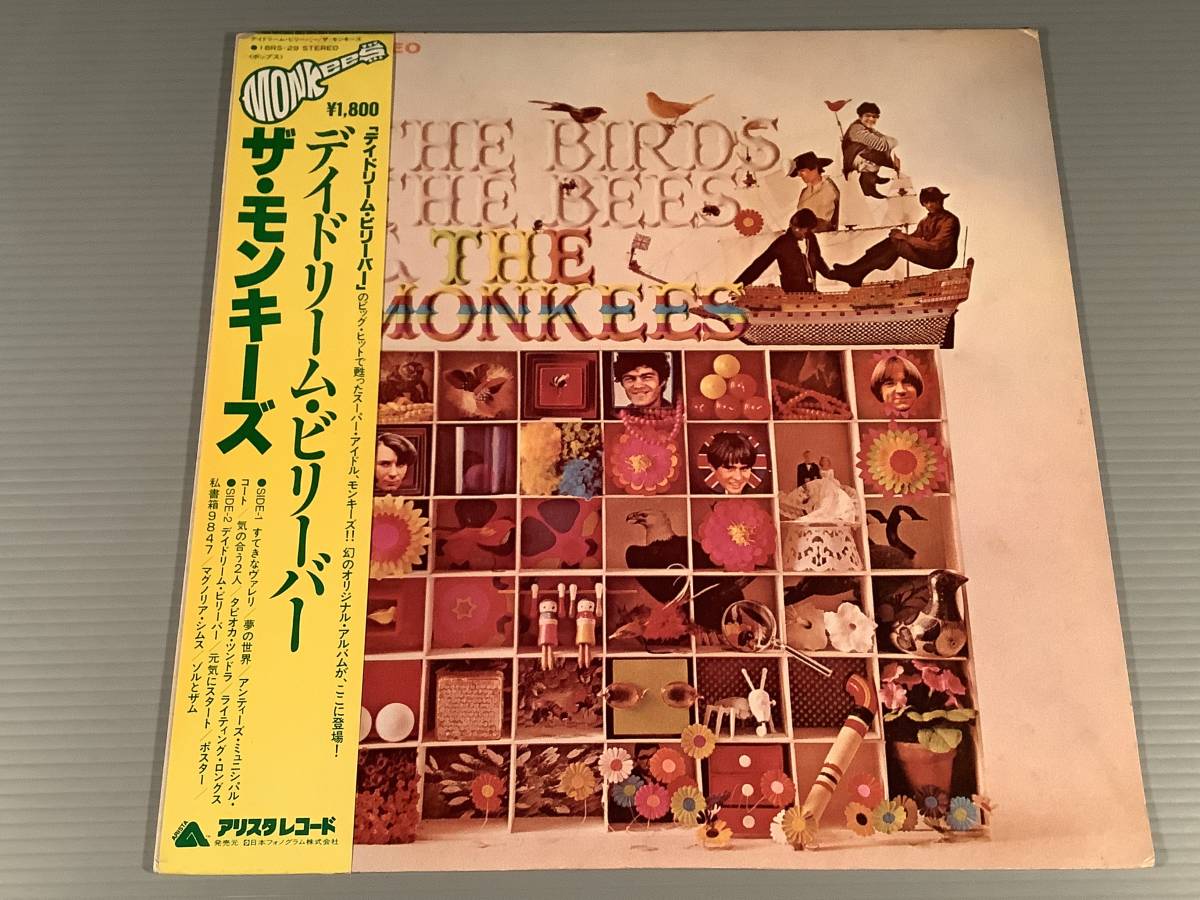 デイドリーム・ビリーバー/ザ・モンキーズ
●18RS-29 STEREO
(ポップス)
MONKEES
¥1,800
「デイドリーム・ビリーバー」のビッグ・ヒットで甦ったスーパー・アイドル、モンキーズ!! 幻のオリジナル・アルバムが、ここに登場!
デイドリーム・ビリーバー
ザ・モンキーズ
●SIDE-1 すてきなヴァレリ/夢の世界/アンティーズ・ミュニシパル・
コート/気の合う2人/タピオカ・ツンドラ/ライティング・ロングス
●SIDE-2 デイドリーム・ビリーバー/元気にスタート/ポスター/
私書箱9847/マグノリア・シムス/ゾルとザム
ARISTA
アリスタレコード
発売元 日本フォノグラム株式会社
EO
THE BIRDS,
THE BEES
& THE
MONKEES